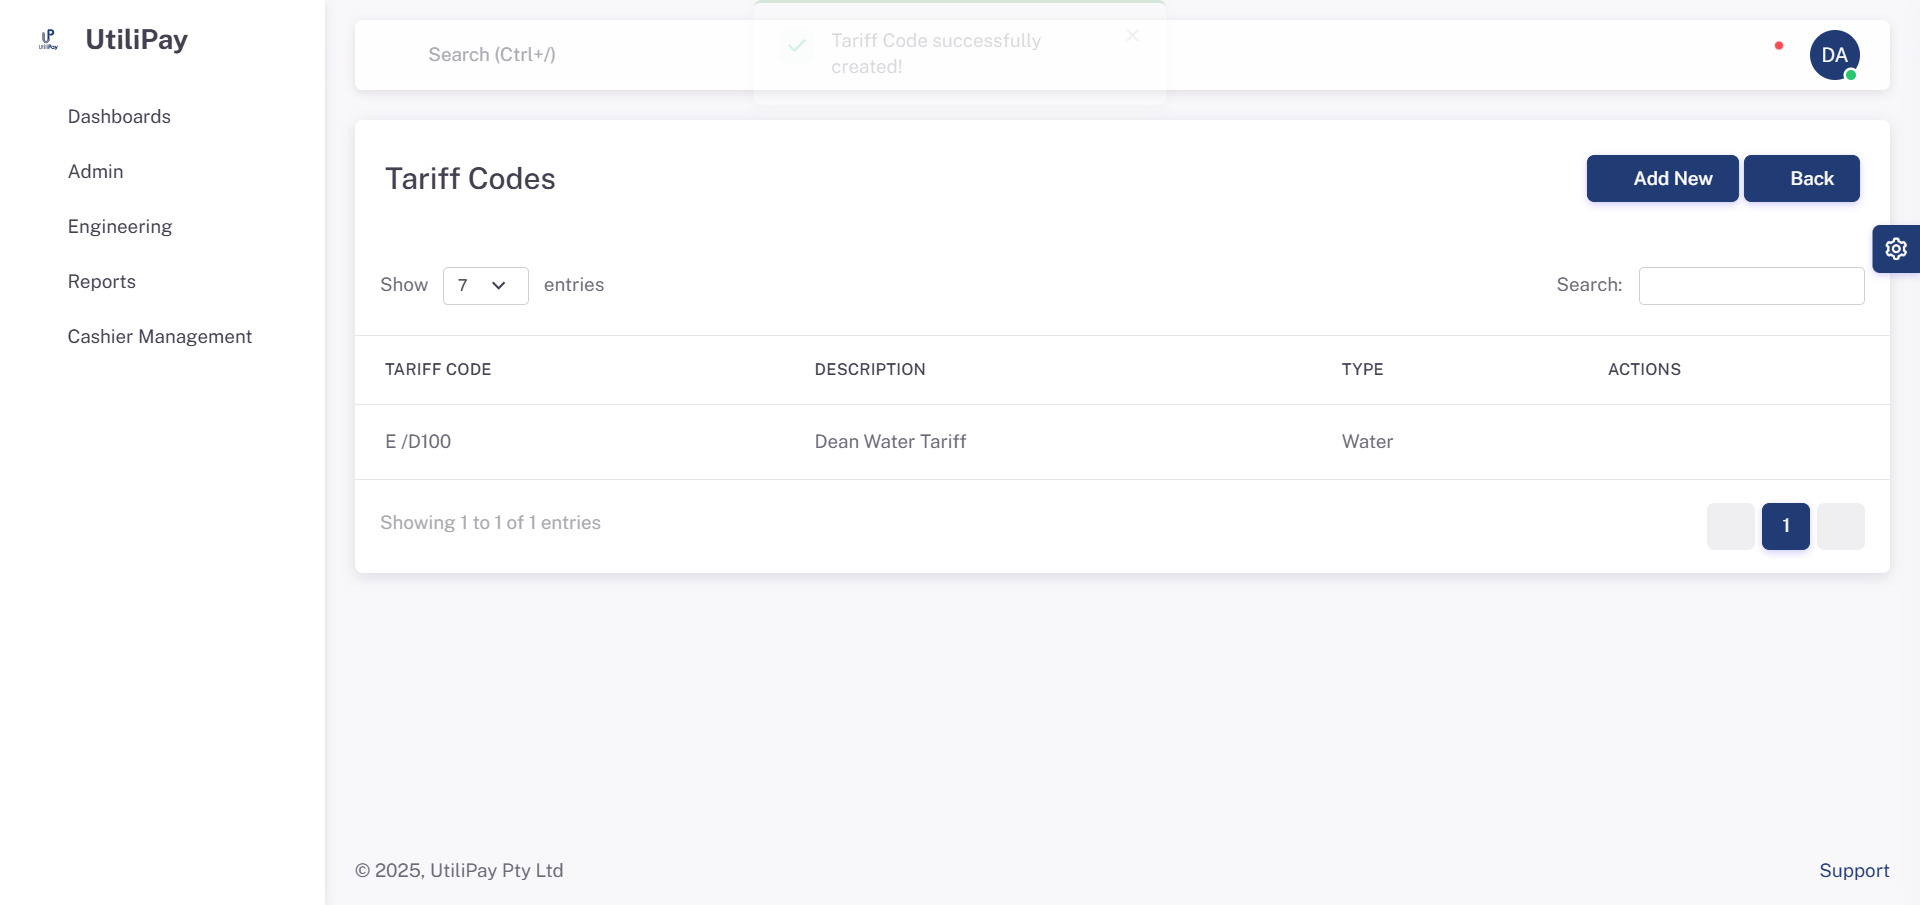 UtiliPay
Dashboards
Admin
Engineering
Reports
Cashier Management
Search (Ctrl+/)
Tariff Code successfully
created!
DA
Tariff Codes
Add New
Back
Show 7 entries
Search:
TARIFF CODE DESCRIPTION TYPE ACTIONS
E /D100 Dean Water Tariff Water
Showing 1 to 1 of 1 entries
1
© 2025, UtiliPay Pty Ltd
Support